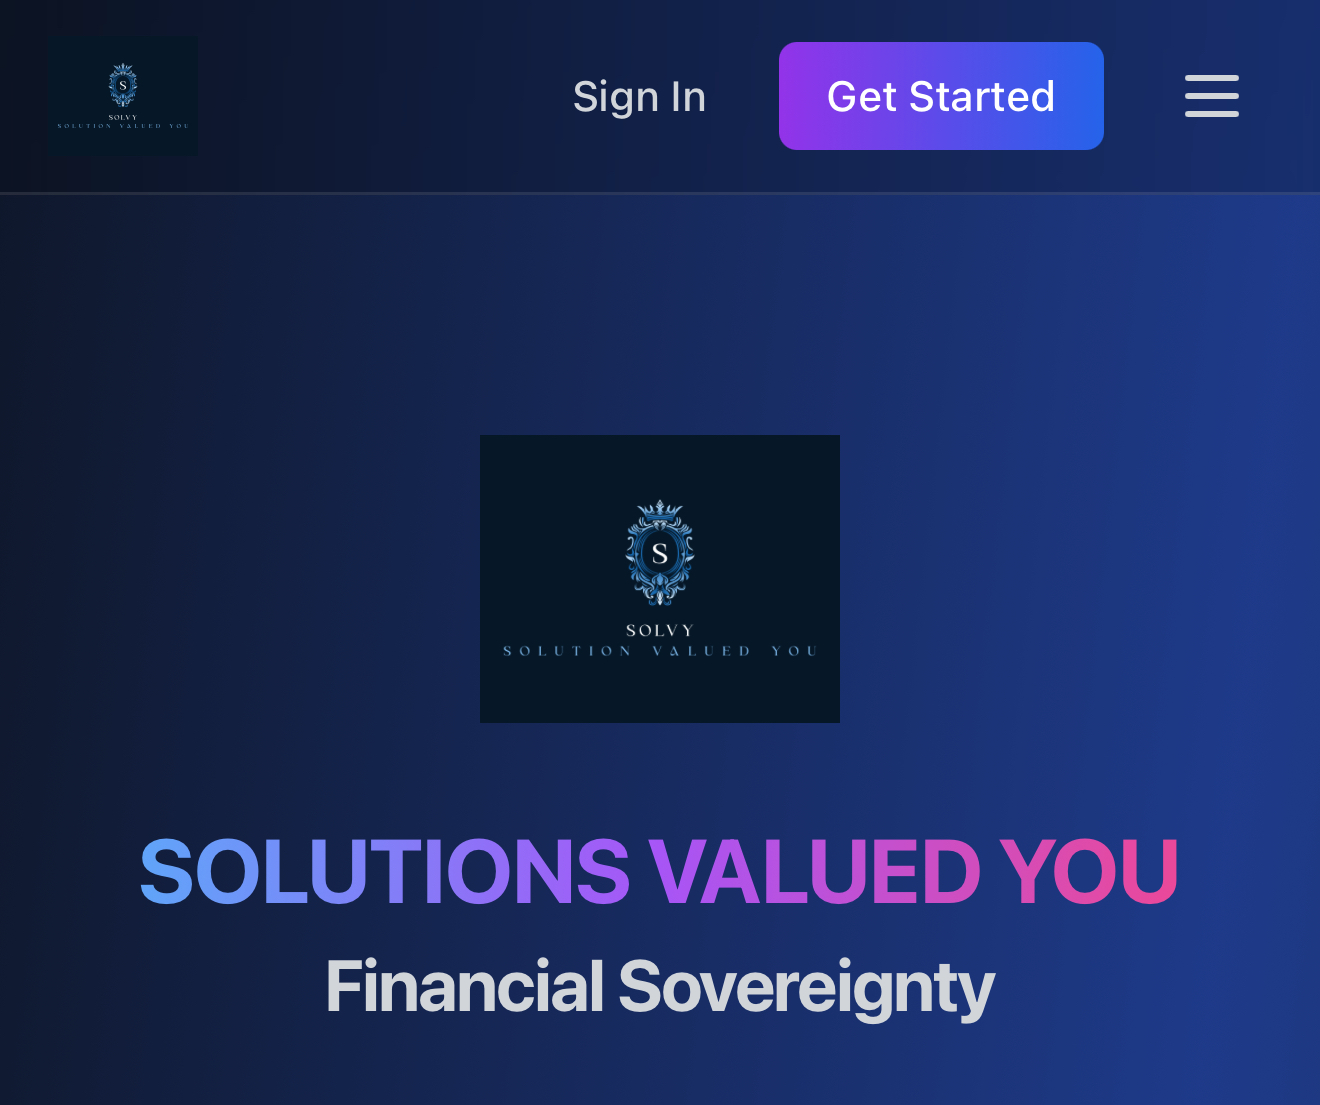 S
SOLVY
SOLUTION VALUED YOU
Sign In
Get Started
S
SOLVY
SOLUTION VALUED YOU
SOLUTIONS VALUED YOU
Financial Sovereignty